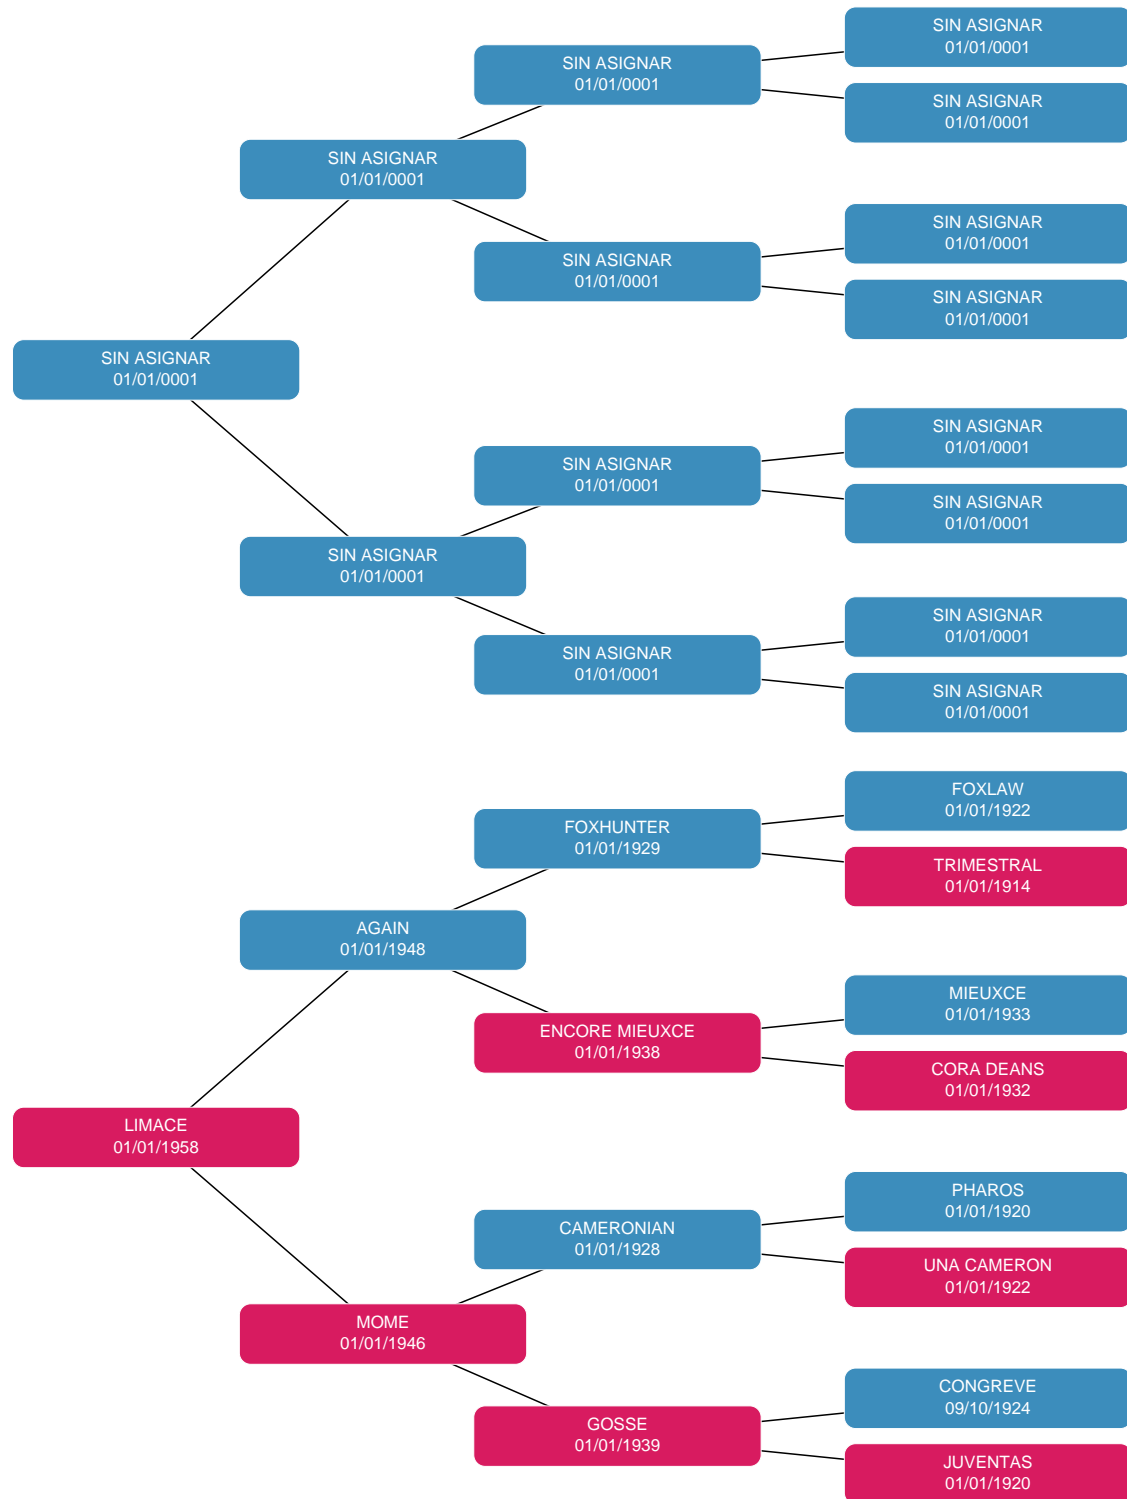 SIN ASIGNAR
01/01/0001
SIN ASIGNAR
01/01/0001
SIN ASIGNAR
01/01/0001
SIN ASIGNAR
01/01/0001
SIN ASIGNAR
01/01/0001
SIN ASIGNAR
01/01/0001
SIN ASIGNAR
01/01/0001
SIN ASIGNAR
01/01/0001
SIN ASIGNAR
01/01/0001
SIN ASIGNAR
01/01/0001
SIN ASIGNAR
01/01/0001
SIN ASIGNAR
01/01/0001
SIN ASIGNAR
01/01/0001
SIN ASIGNAR
01/01/0001
SIN ASIGNAR
01/01/0001
FOXLAW
01/01/1922
FOXHUNTER
01/01/1929
TRIMESTRAL
01/01/1914
AGAIN
01/01/1948
MIEUXCE
01/01/1933
ENCORE MIEUXCE
01/01/1938
CORA DEANS
01/01/1932
LIMACE
01/01/1958
PHAROS
01/01/1920
CAMERONIAN
01/01/1928
UNA CAMERON
01/01/1922
MOME
01/01/1946
CONGREVE
09/10/1924
GOSSE
01/01/1939
JUVENTAS
01/01/1920